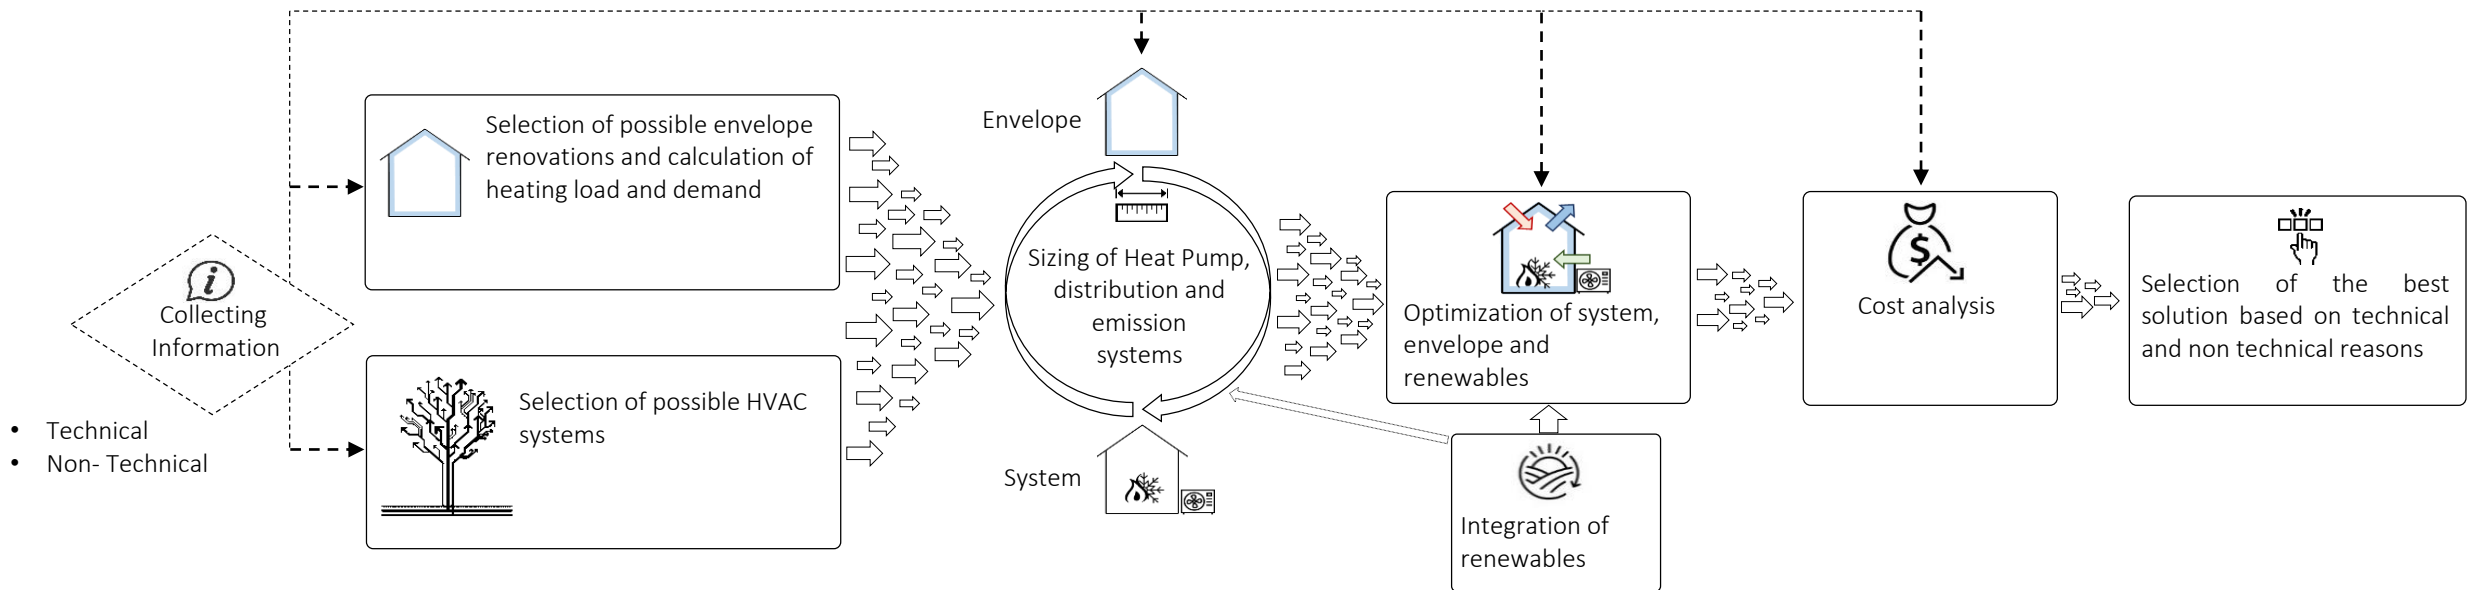 Collecting
Information
• Technical
• Non- Technical
Selection of possible envelope
renovations and calculation of
heating load and demand
Selection of possible HVAC
systems
Envelope
Sizing of Heat Pump,
distribution and
emission
systems
System
Optimization of system,
envelope and
renewables
Integration of
renewables
$
Cost analysis
Selection of the best
solution based on technical
and non technical reasons